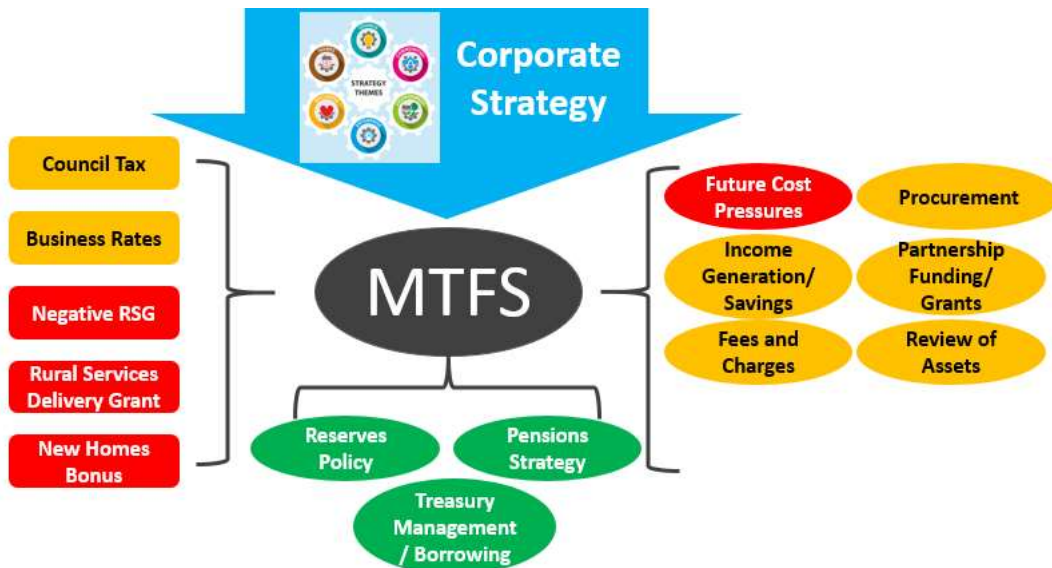 Corporate
Strategy
STRATEGY
THEMES
Council Tax
Business Rates
Negative RSG
Rural Services
Delivery Grant
New Homes
Bonus
MTFS
Future Cost
Pressures
Procurement
Income
Generation/
Savings
Partnership
Funding/
Grants
Fees and
Charges
Review of
Assets
Reserves
Policy
Pensions
Strategy
Treasury
Management
/ Borrowing